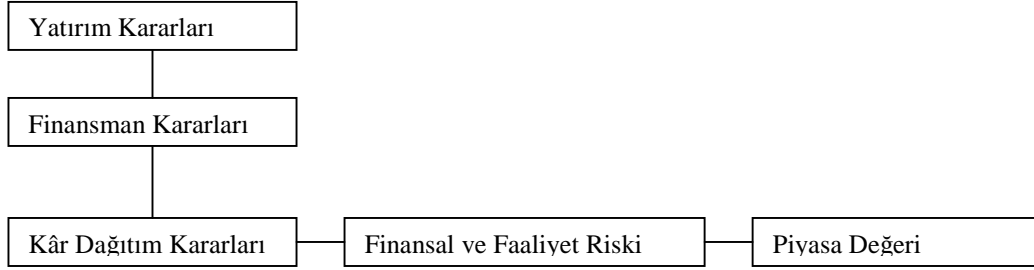 Yatırım Kararları
Finansman Kararları
Kâr Dağıtım Kararları
Finansal ve Faaliyet Riski
Piyasa Değeri